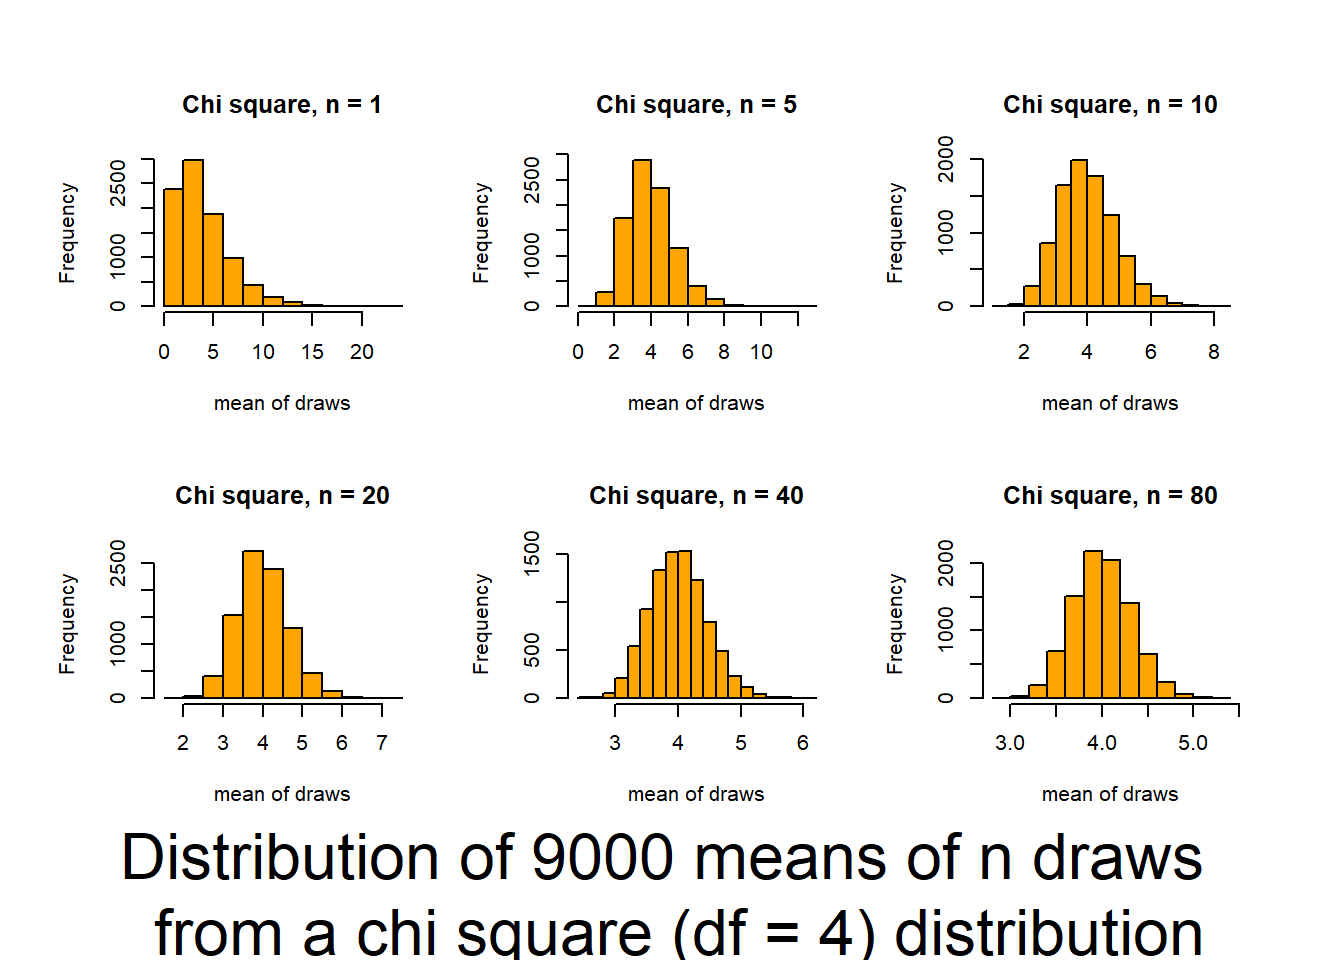 Chi square, n = 1
Frequency
0 1000 2500
0 5 10 15 20
mean of draws
Chi square, n = 5
Frequency
0 1000 2500
0 2 4 6 8 10
mean of draws
Chi square, n = 10
Frequency
0 1000 2000
2 4 6 8
mean of draws
Chi square, n = 20
Frequency
0 1000 2500
2 3 4 5 6 7
mean of draws
Chi square, n = 40
Frequency
0 500 1500
3 4 5 6
mean of draws
Chi square, n = 80
Frequency
0 1000 2000
3.0 4.0 5.0
mean of draws
Distribution of 9000 means of n draws
from a chi square (df = 4) distribution